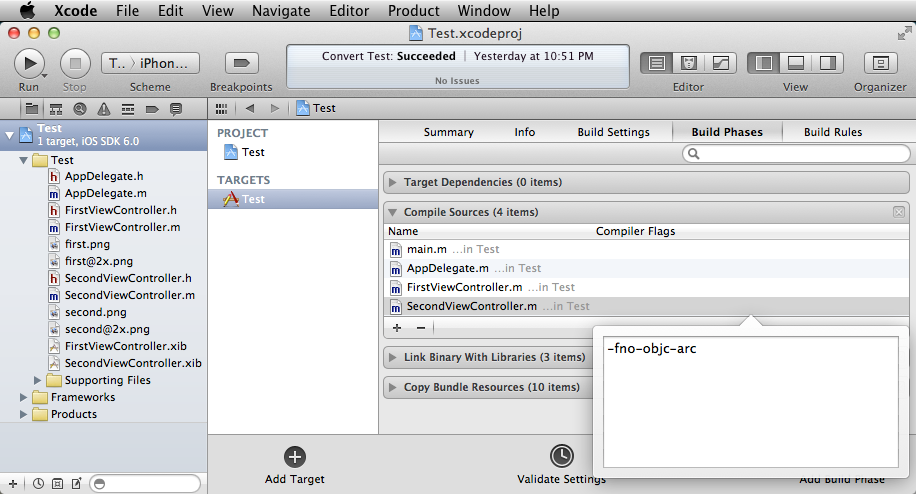 Xcode File Edit View Navigate Editor Product Window Help
Test.xcodeproj
T.. iPhon...
Convert Test: Succeeded | Yesterday at 10:51 PM
No Issues
Run Stop Scheme Breakpoints Editor View Organizer
Test
Test
1 target, iOS SDK 6.0
Test
h AppDelegate.h
m AppDelegate.m
h FirstViewController.h
m FirstViewController.m
first.png
first@2x.png
h SecondViewController.h
m SecondViewController.m
second.png
second@2x.png
FirstViewController.xib
SecondViewController.xib
Supporting Files
Frameworks
Products
PROJECT
Test
TARGETS
Test
Summary Info Build Settings Build Phases Build Rules
Target Dependencies (0 items)
Compile Sources (4 items)
Name Compiler Flags
m main.m ...in Test
m AppDelegate.m ...in Test
m FirstViewController.m ...in Test
m SecondViewController.m ...in Test
Link Binary With Libraries (3 items)
Copy Bundle Resources (10 items)
-fno-objc-arc
Add Target Validate Settings Add Build Phase